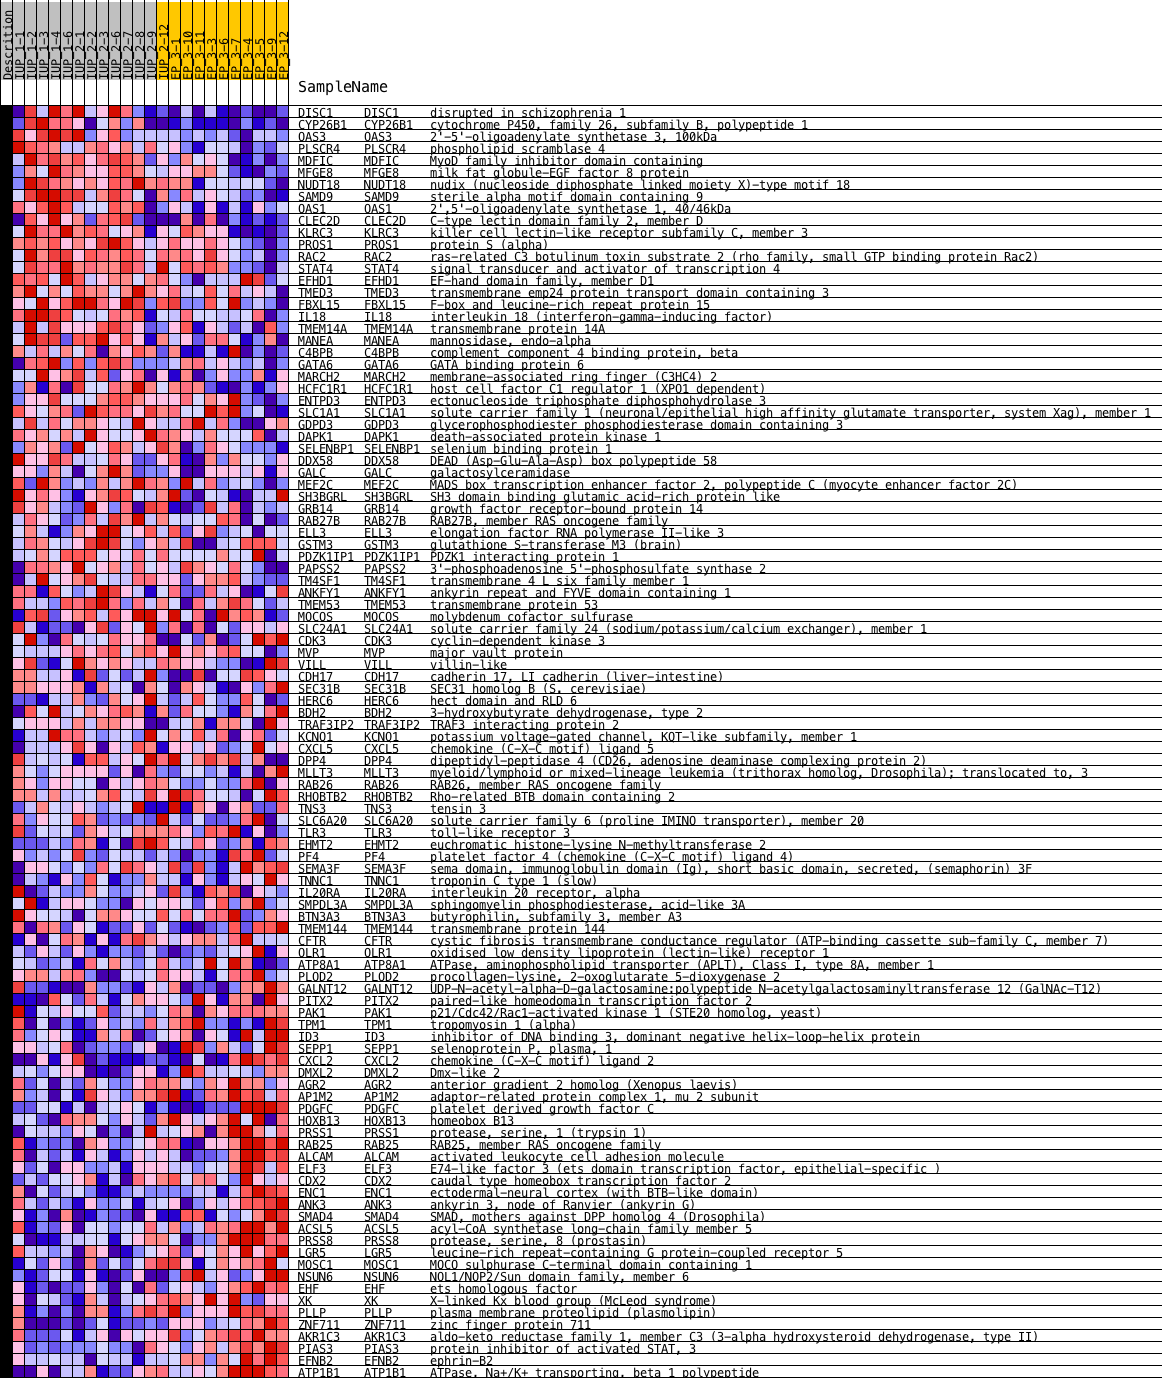 Descrition
IUP_1-1
IUP_1-2
IUP_1-3
IUP_1-4
IUP_1-6
IUP_2-1
IUP_2-2
IUP_2-3
IUP_2-6
IUP_2-7
IUP_2-8
IUP_2-9
IUP_2-12
EP_3-1
EP_3-10
EP_3-11
EP_3-3
EP_3-6
EP_3-7
EP_3-4
EP_3-5
EP_3-9
EP_3-12
SampleName
DISC1 DISC1 disrupted in schizophrenia 1
CYP26B1 CYP26B1 cytochrome P450, family 26, subfamily B, polypeptide 1
OAS3 OAS3 2'-5'-oligoadenylate synthetase 3, 100kDa
PLSCR4 PLSCR4 phospholipid scramblase 4
MDFIC MDFIC MyoD family inhibitor domain containing
MFGE8 MFGE8 milk fat globule-EGF factor 8 protein
NUDT18 NUDT18 nudix (nucleoside diphosphate linked moiety X)-type motif 18
SAMD9 SAMD9 sterile alpha motif domain containing 9
OAS1 OAS1 2',5'-oligoadenylate synthetase 1, 40/46kDa
CLEC2D CLEC2D C-type lectin domain family 2, member D
KLRC3 KLRC3 killer cell lectin-like receptor subfamily C, member 3
PROS1 PROS1 protein S (alpha)
RAC2 RAC2 ras-related C3 botulinum toxin substrate 2 (rho family, small GTP binding protein Rac2)
STAT4 STAT4 signal transducer and activator of transcription 4
EFHD1 EFHD1 EF-hand domain family, member D1
TMED3 TMED3 transmembrane emp24 protein transport domain containing 3
FBXL15 FBXL15 F-box and leucine-rich repeat protein 15
IL18 IL18 interleukin 18 (interferon-gamma-inducing factor)
TMEM14A TMEM14A transmembrane protein 14A
MANEA MANEA mannosidase, endo-alpha
C4BPB C4BPB complement component 4 binding protein, beta
GATA6 GATA6 GATA binding protein 6
MARCH2 MARCH2 membrane-associated ring finger (C3HC4) 2
HCFC1R1 HCFC1R1 host cell factor C1 regulator 1 (XPO1 dependent)
ENTPD3 ENTPD3 ectonucleoside triphosphate diphosphohydrolase 3
SLC1A1 SLC1A1 solute carrier family 1 (neuronal/epithelial high affinity glutamate transporter, system Xag), member 1
GDPD3 GDPD3 glycerophosphodiester phosphodiesterase domain containing 3
DAPK1 DAPK1 death-associated protein kinase 1
SELENBP1 SELENBP1 selenium binding protein 1
DDX58 DDX58 DEAD (Asp-Glu-Ala-Asp) box polypeptide 58
GALC GALC galactosylceramidase
MEF2C MEF2C MADS box transcription enhancer factor 2, polypeptide C (myocyte enhancer factor 2C)
SH3BGRL SH3BGRL SH3 domain binding glutamic acid-rich protein like
GRB14 GRB14 growth factor receptor-bound protein 14
RAB27B RAB27B RAB27B, member RAS oncogene family
ELL3 ELL3 elongation factor RNA polymerase II-like 3
GSTM3 GSTM3 glutathione S-transferase M3 (brain)
PDZK1IP1 PDZK1IP1 PDZK1 interacting protein 1
PAPSS2 PAPSS2 3'-phosphoadenosine 5'-phosphosulfate synthase 2
TM4SF1 TM4SF1 transmembrane 4 L six family member 1
ANKFY1 ANKFY1 ankyrin repeat and FYVE domain containing 1
TMEM53 TMEM53 transmembrane protein 53
MOCOS MOCOS molybdenum cofactor sulfurase
SLC24A1 SLC24A1 solute carrier family 24 (sodium/potassium/calcium exchanger), member 1
CDK3 CDK3 cyclin-dependent kinase 3
MVP MVP major vault protein
VILL VILL villin-like
CDH17 CDH17 cadherin 17, LI cadherin (liver-intestine)
SEC31B SEC31B SEC31 homolog B (S. cerevisiae)
HERC6 HERC6 hect domain and RLD 6
BDH2 BDH2 3-hydroxybutyrate dehydrogenase, type 2
TRAF3IP2 TRAF3IP2 TRAF3 interacting protein 2
KCNQ1 KCNQ1 potassium voltage-gated channel, KQT-like subfamily, member 1
CXCL5 CXCL5 chemokine (C-X-C motif) ligand 5
DPP4 DPP4 dipeptidyl-peptidase 4 (CD26, adenosine deaminase complexing protein 2)
MLLT3 MLLT3 myeloid/lymphoid or mixed-lineage leukemia (trithorax homolog, Drosophila); translocated to, 3
RAB26 RAB26 RAB26, member RAS oncogene family
RHOBTB2 RHOBTB2 Rho-related BTB domain containing 2
TNS3 TNS3 tensin 3
SLC6A20 SLC6A20 solute carrier family 6 (proline IMINO transporter), member 20
TLR3 TLR3 toll-like receptor 3
EHMT2 EHMT2 euchromatic histone-lysine N-methyltransferase 2
PF4 PF4 platelet factor 4 (chemokine (C-X-C motif) ligand 4)
SEMA3F SEMA3F sema domain, immunoglobulin domain (Ig), short basic domain, secreted, (semaphorin) 3F
TNNC1 TNNC1 troponin C type 1 (slow)
IL20RA IL20RA interleukin 20 receptor, alpha
SMPDL3A SMPDL3A sphingomyelin phosphodiesterase, acid-like 3A
BTN3A3 BTN3A3 butyrophilin, subfamily 3, member A3
TMEM144 TMEM144 transmembrane protein 144
CFTR CFTR cystic fibrosis transmembrane conductance regulator (ATP-binding cassette sub-family C, member 7)
OLR1 OLR1 oxidised low density lipoprotein (lectin-like) receptor 1
ATP8A1 ATP8A1 ATPase, aminophospholipid transporter (APLT), Class I, type 8A, member 1
PLOD2 PLOD2 procollagen-lysine, 2-oxoglutarate 5-dioxygenase 2
GALNT12 GALNT12 UDP-N-acetyl-alpha-D-galactosamine:polypeptide N-acetylgalactosaminyltransferase 12 (GalNAc-T12)
PITX2 PITX2 paired-like homeodomain transcription factor 2
PAK1 PAK1 p21/Cdc42/Rac1-activated kinase 1 (STE20 homolog, yeast)
TPM1 TPM1 tropomyosin 1 (alpha)
ID3 ID3 inhibitor of DNA binding 3, dominant negative helix-loop-helix protein
SEPP1 SEPP1 selenoprotein P, plasma, 1
CXCL2 CXCL2 chemokine (C-X-C motif) ligand 2
DMXL2 DMXL2 Dmx-like 2
AGR2 AGR2 anterior gradient 2 homolog (Xenopus laevis)
AP1M2 AP1M2 adaptor-related protein complex 1, mu 2 subunit
PDGFC PDGFC platelet derived growth factor C
HOXB13 HOXB13 homeobox B13
PRSS1 PRSS1 protease, serine, 1 (trypsin 1)
RAB25 RAB25 RAB25, member RAS oncogene family
ALCAM ALCAM activated leukocyte cell adhesion molecule
ELF3 ELF3 E74-like factor 3 (ets domain transcription factor, epithelial-specific )
CDX2 CDX2 caudal type homeobox transcription factor 2
ENC1 ENC1 ectodermal-neural cortex (with BTB-like domain)
ANK3 ANK3 ankyrin 3, node of Ranvier (ankyrin G)
SMAD4 SMAD4 SMAD, mothers against DPP homolog 4 (Drosophila)
ACSL5 ACSL5 acyl-CoA synthetase long-chain family member 5
PRSS8 PRSS8 protease, serine, 8 (prostasin)
LGR5 LGR5 leucine-rich repeat-containing G protein-coupled receptor 5
MOSC1 MOSC1 MOCO sulphurase C-terminal domain containing 1
NSUN6 NSUN6 NOL1/NOP2/Sun domain family, member 6
EHF EHF ets homologous factor
XK XK X-linked Kx blood group (McLeod syndrome)
PLLP PLLP plasma membrane proteolipid (plasmolipin)
ZNF711 ZNF711 zinc finger protein 711
AKR1C3 AKR1C3 aldo-keto reductase family 1, member C3 (3-alpha hydroxysteroid dehydrogenase, type II)
PIAS3 PIAS3 protein inhibitor of activated STAT, 3
EFNB2 EFNB2 ephrin-B2
ATP1B1 ATP1B1 ATPase, Na+/K+ transporting, beta 1 polypeptide